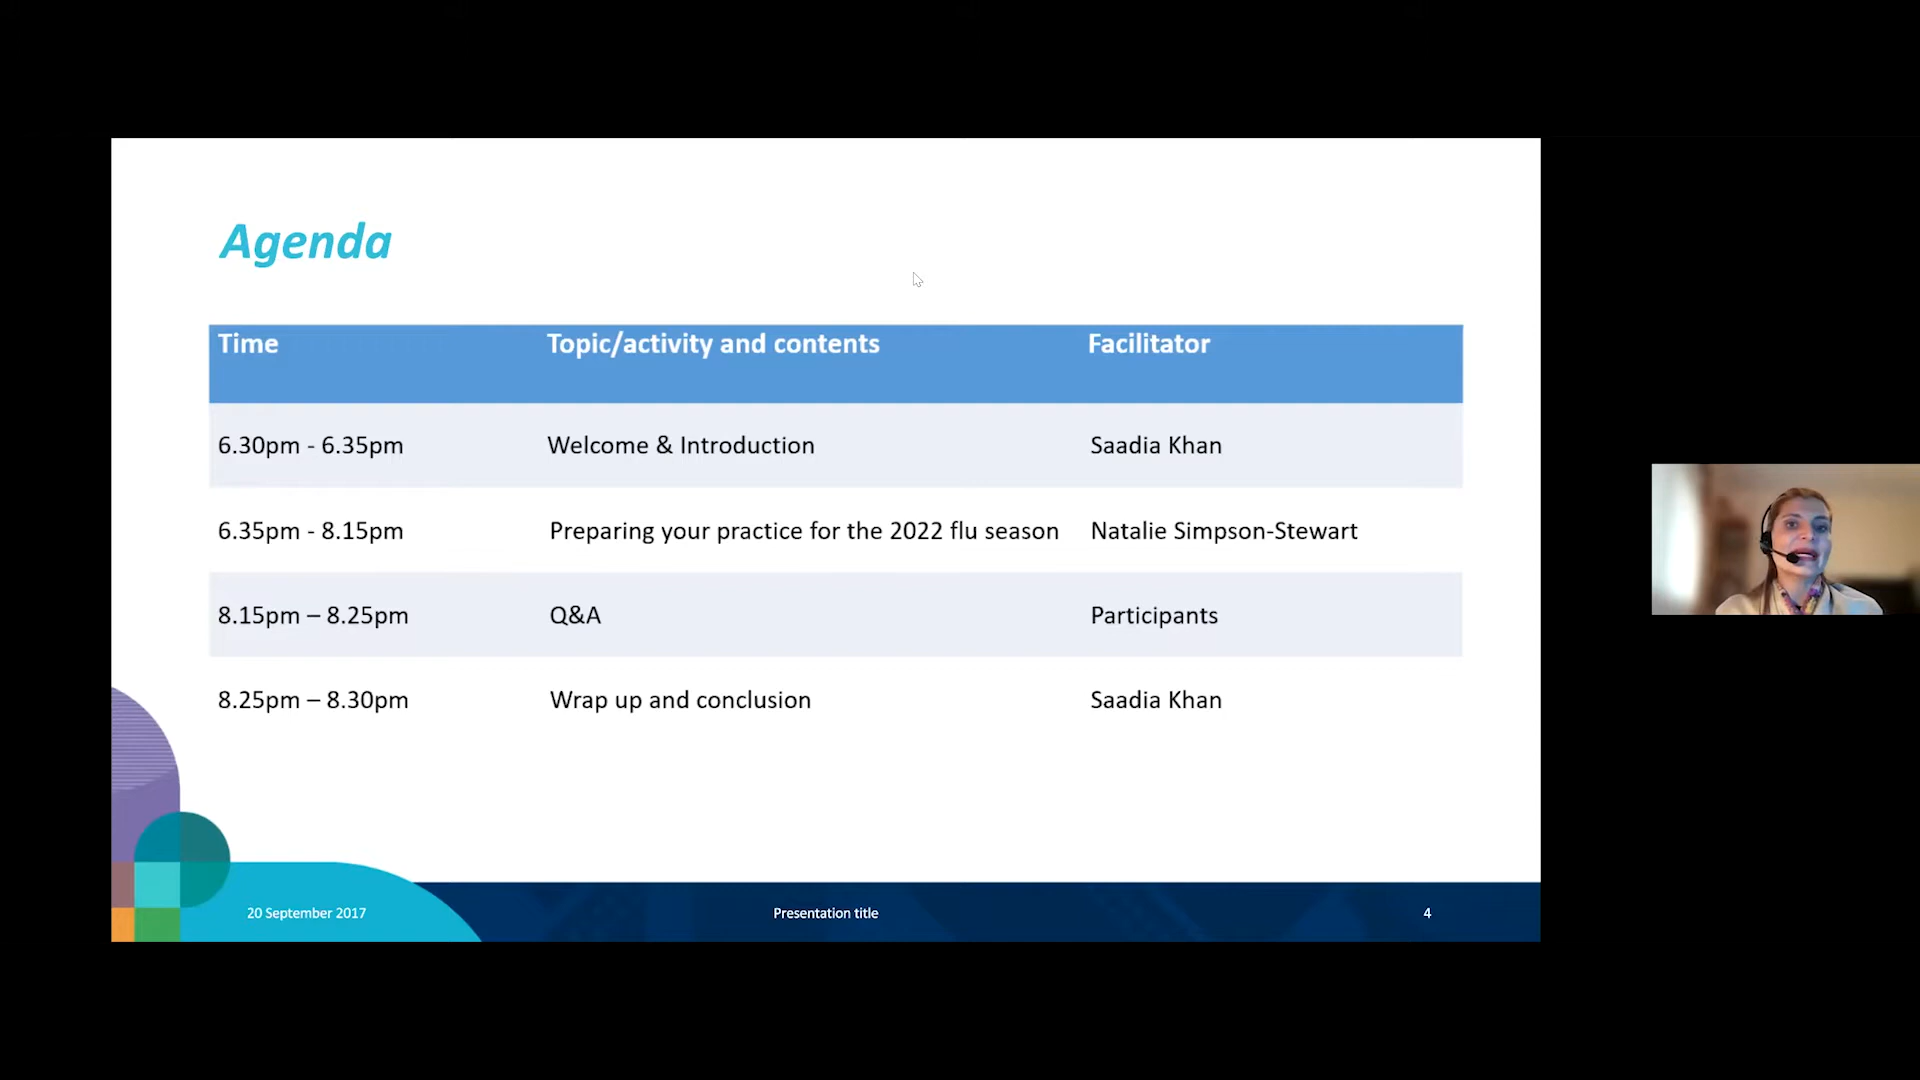 Agenda
Time Topic/activity and contents Facilitator
6.30pm - 6.35pm Welcome & Introduction Saadia Khan
6.35pm - 8.15pm Preparing your practice for the 2022 flu season Natalie Simpson-Stewart
8.15pm – 8.25pm Q&A Participants
8.25pm – 8.30pm Wrap up and conclusion Saadia Khan
20 September 2017 Presentation title 4